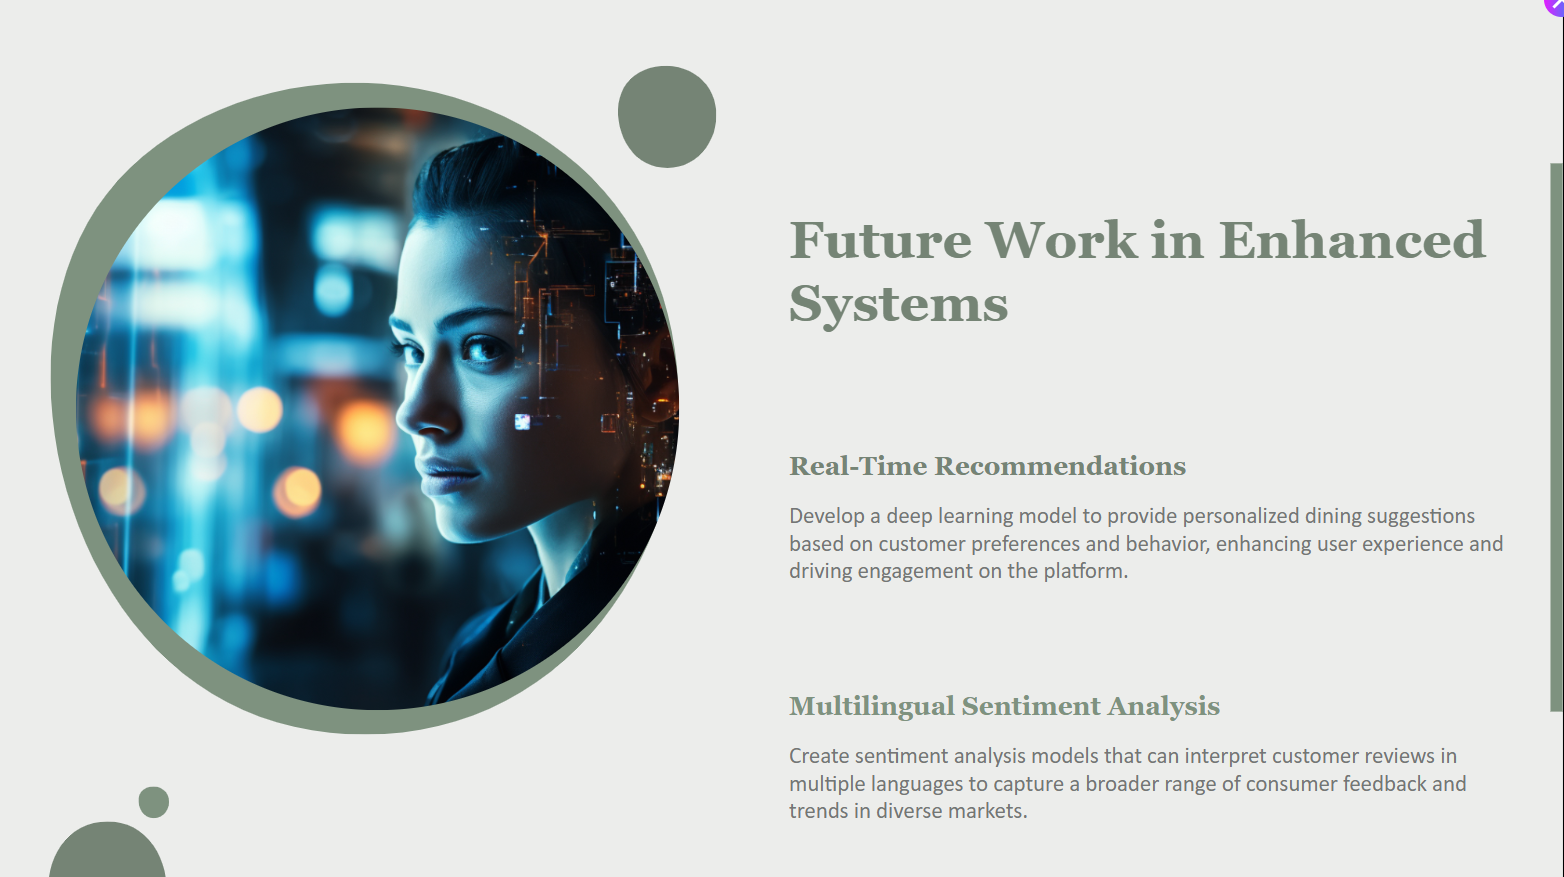 Future Work in Enhanced
Systems
Real-Time Recommendations
Develop a deep learning model to provide personalized dining suggestions
based on customer preferences and behavior, enhancing user experience and
driving engagement on the platform.
Multilingual Sentiment Analysis
Create sentiment analysis models that can interpret customer reviews in
multiple languages to capture a broader range of consumer feedback and
trends in diverse markets.